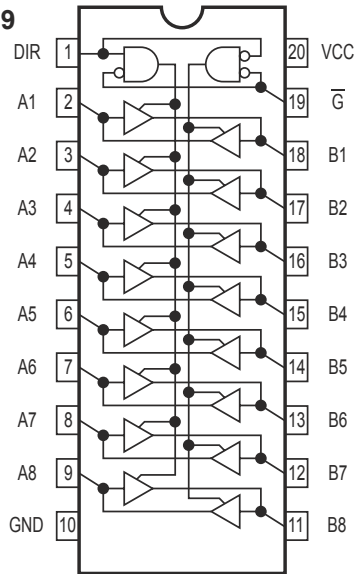 9
DIR 1 20 VCC
19 G̅
A1 2
18 B1
A2 3
17 B2
A3 4
16 B3
A4 5
15 B4
A5 6
14 B5
A6 7
13 B6
A7 8
12 B7
A8 9
GND 10 11 B8